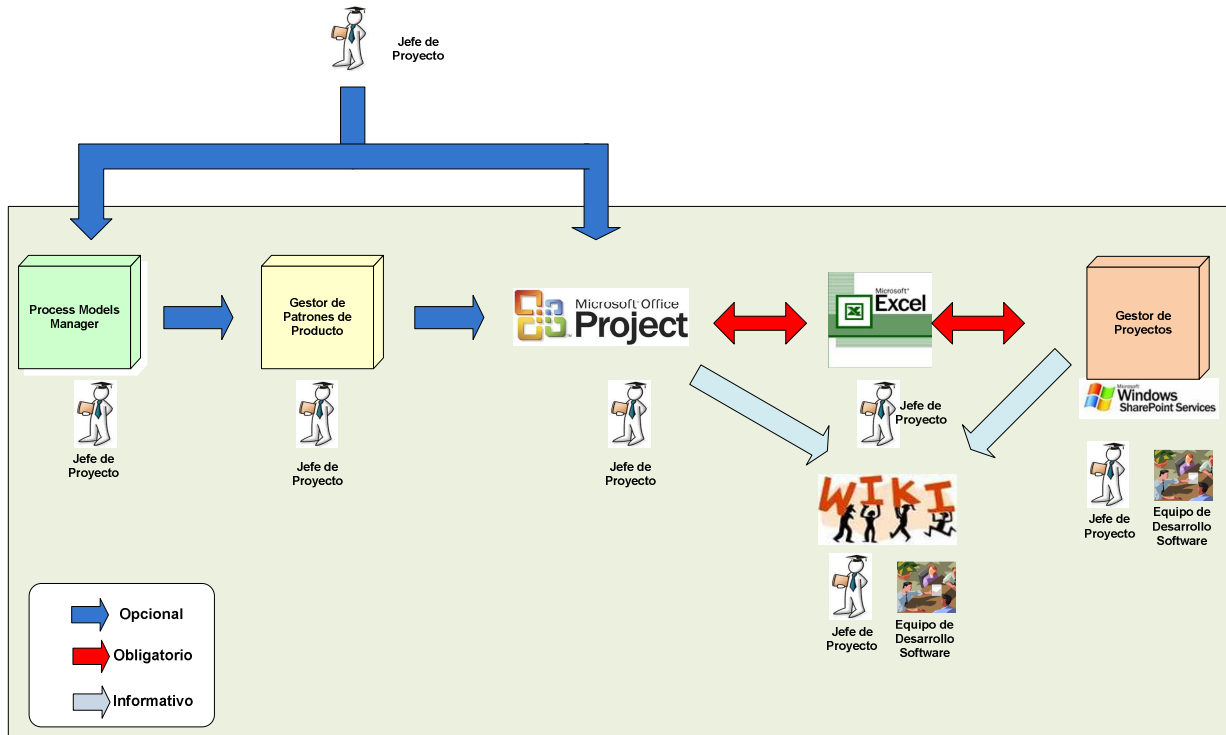 Jefe de
Proyecto
Process Models
Manager
Gestor de
Patrones de
Producto
Microsoft Office
Project
Microsoft
Excel
Gestor de
Proyectos
Microsoft
Windows
SharePoint Services
Jefe de
Proyecto
Jefe de
Proyecto
Jefe de
Proyecto
Jefe de
Proyecto
WIKI
Jefe de
Proyecto
Equipo de
Desarrollo
Software
Jefe de
Proyecto
Equipo de
Desarrollo
Software
Opcional
Obligatorio
Informativo